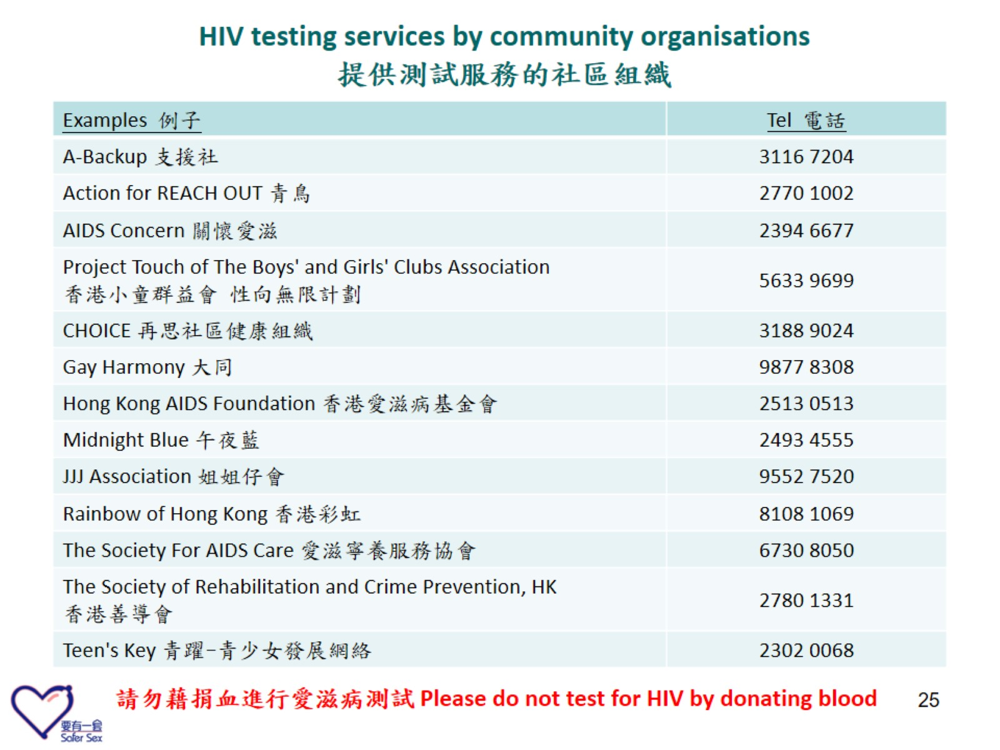 HIV testing services by community organisations
提供測試服務的社區組織
Examples 例子 Tel 電話
A-Backup 支援社 3116 7204
Action for REACH OUT 青鳥 2770 1002
AIDS Concern 關懷愛滋 2394 6677
Project Touch of The Boys' and Girls' Clubs Association
香港小童群益會 性向無限計劃 5633 9699
CHOICE 再思社區健康組織 3188 9024
Gay Harmony 大同 9877 8308
Hong Kong AIDS Foundation 香港愛滋病基金會 2513 0513
Midnight Blue 午夜藍 2493 4555
JJJ Association 姐姐仔會 9552 7520
Rainbow of Hong Kong 香港彩虹 8108 1069
The Society For AIDS Care 愛滋寧養服務協會 6730 8050
The Society of Rehabilitation and Crime Prevention, HK
香港善導會 2780 1331
Teen's Key 青躍-青少女發展網絡 2302 0068
請勿藉捐血進行愛滋病測試 Please do not test for HIV by donating blood 25
要有一套
Safer Sex